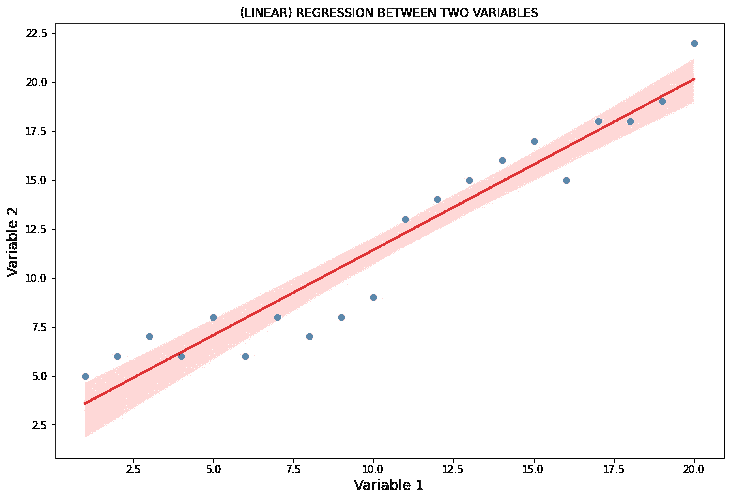 (LINEAR) REGRESSION BETWEEN TWO VARIABLES
22.5
20.0
17.5
15.0
12.5
10.0
7.5
5.0
2.5
Variable 2
2.5 5.0 7.5 10.0 12.5 15.0 17.5 20.0
Variable 1